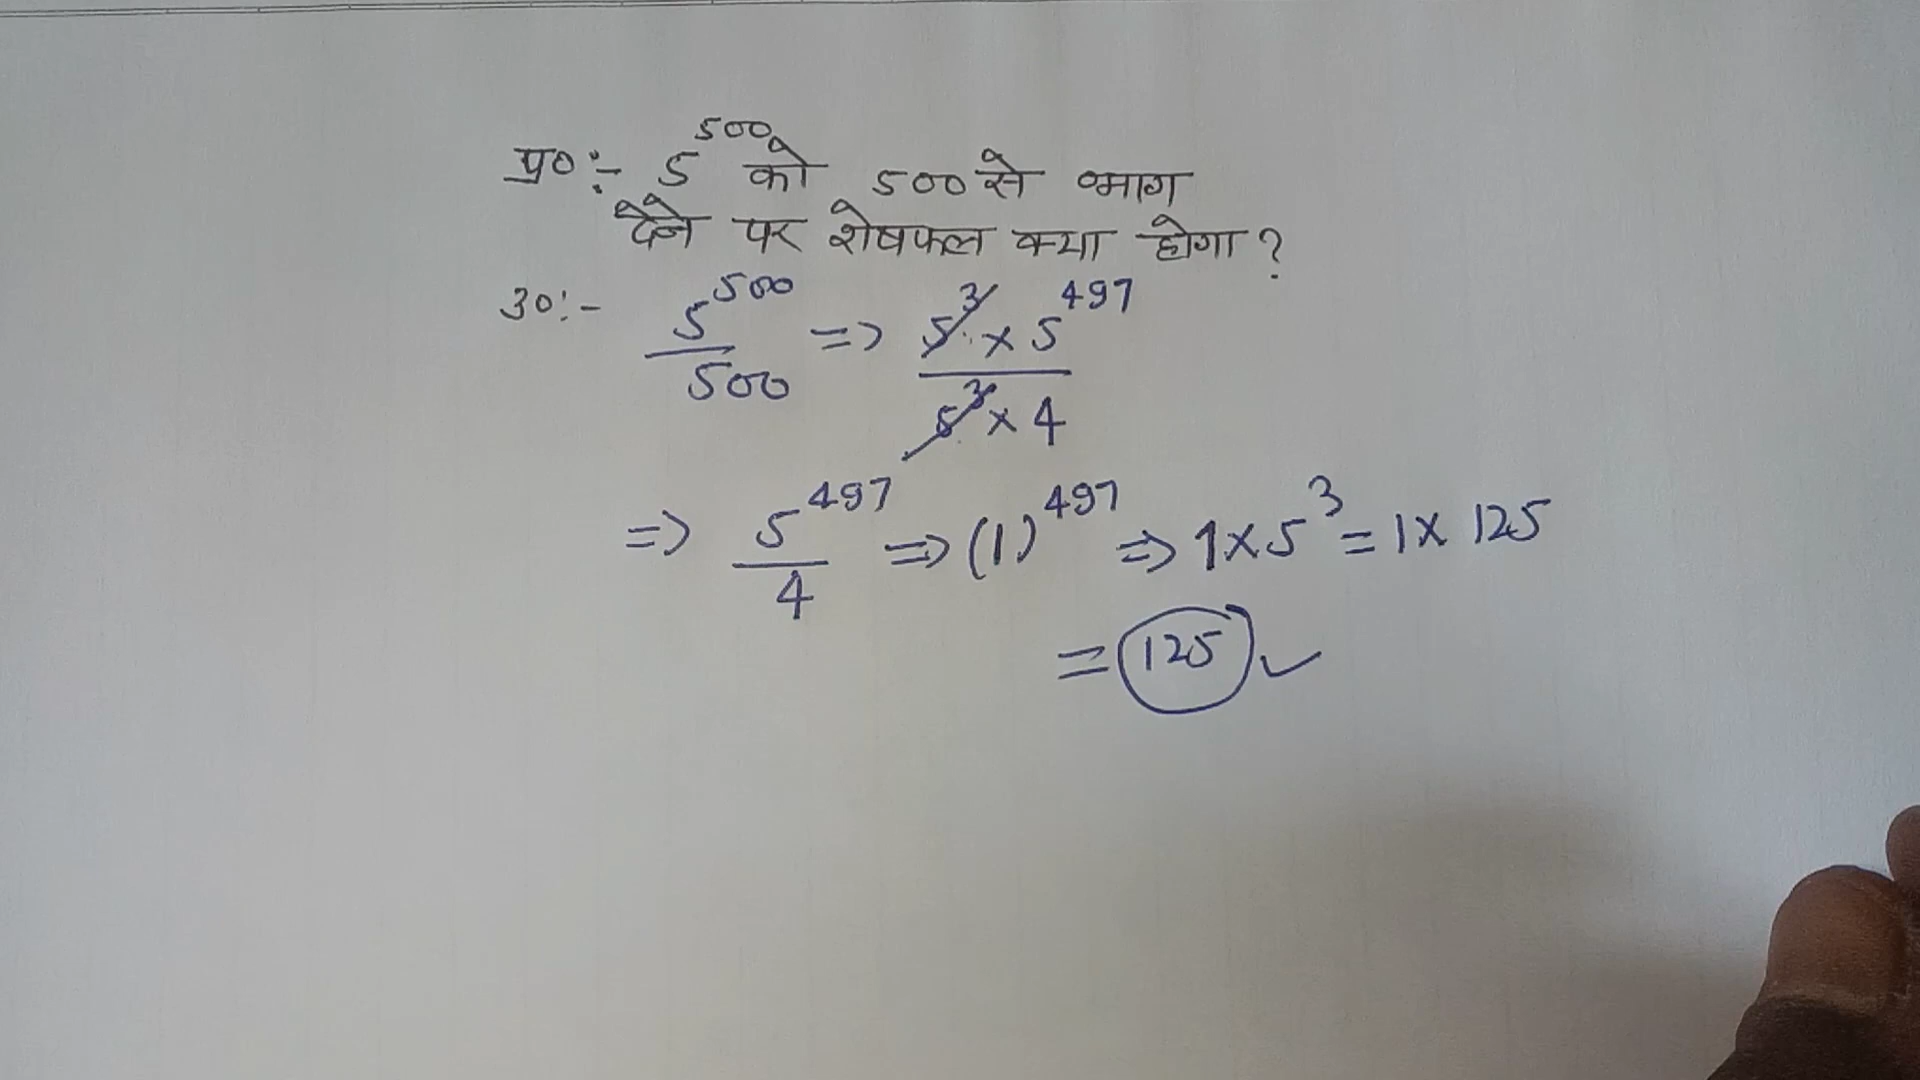 प्र०:- 5^500 को 500 से भाग
देने पर शेषफल क्या होगा?
उ०:- 5^500/500 => 5^3 × 5^497 / 5^3 × 4
=> 5^497/4 => (1)^497 => 1 × 5^3 = 1 × 125
= 125 ✓